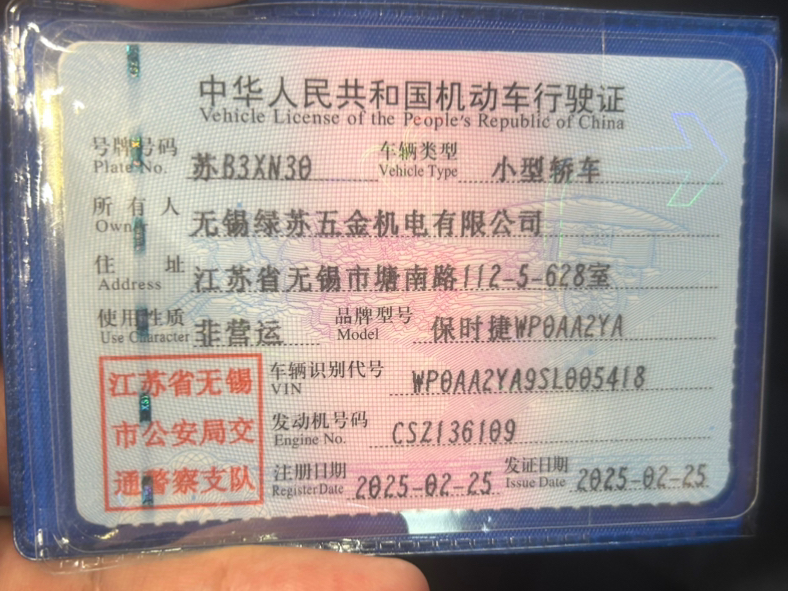 中华人民共和国机动车行驶证
Vehicle License of the People's Republic of China
号牌号码 苏B3XN30 车辆类型 小型轿车
Plate No. Vehicle Type
所有人 无锡绿苏五金机电有限公司
Owner
住址 江苏省无锡市塘南路112-5-628室
Address
使用性质 非营运 品牌型号 保时捷WP0AA2YA
Use Character Model
车辆识别代号 WP0AA2YA9SL005418
VIN
发动机号码 CSZ136109
Engine No.
注册日期 2025-02-25 发证日期 2025-02-25
Register Date Issue Date
江苏省无锡
市公安局交
通警察支队